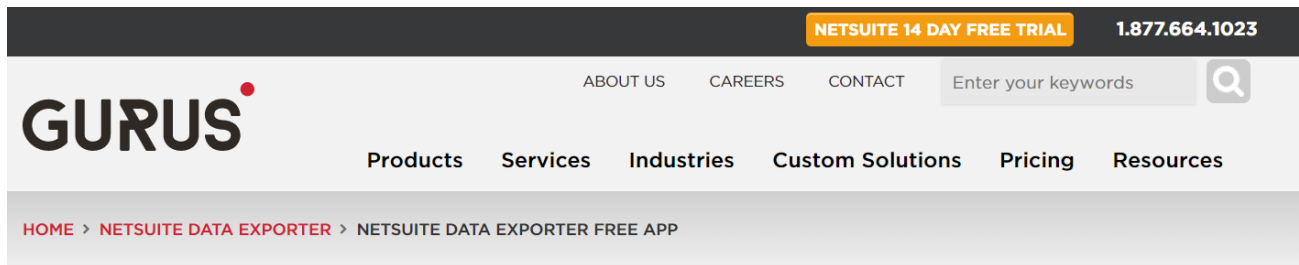 NETSUITE 14 DAY FREE TRIAL 1.877.664.1023
ABOUT US CAREERS CONTACT Enter your keywords
GURUS
Products Services Industries Custom Solutions Pricing Resources
HOME > NETSUITE DATA EXPORTER > NETSUITE DATA EXPORTER FREE APP